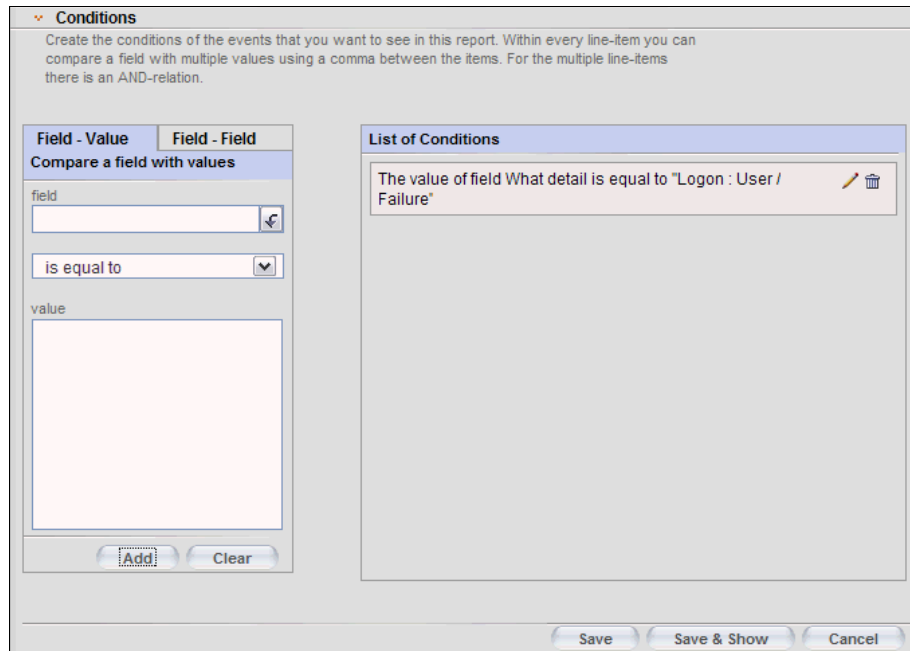 Conditions
Create the conditions of the events that you want to see in this report. Within every line-item you can
compare a field with multiple values using a comma between the items. For the multiple line-items
there is an AND-relation.
Field - Value
Field - Field
Compare a field with values
field
is equal to
value
Add
Clear
List of Conditions
The value of field What detail is equal to "Logon : User /
Failure"
Save
Save & Show
Cancel